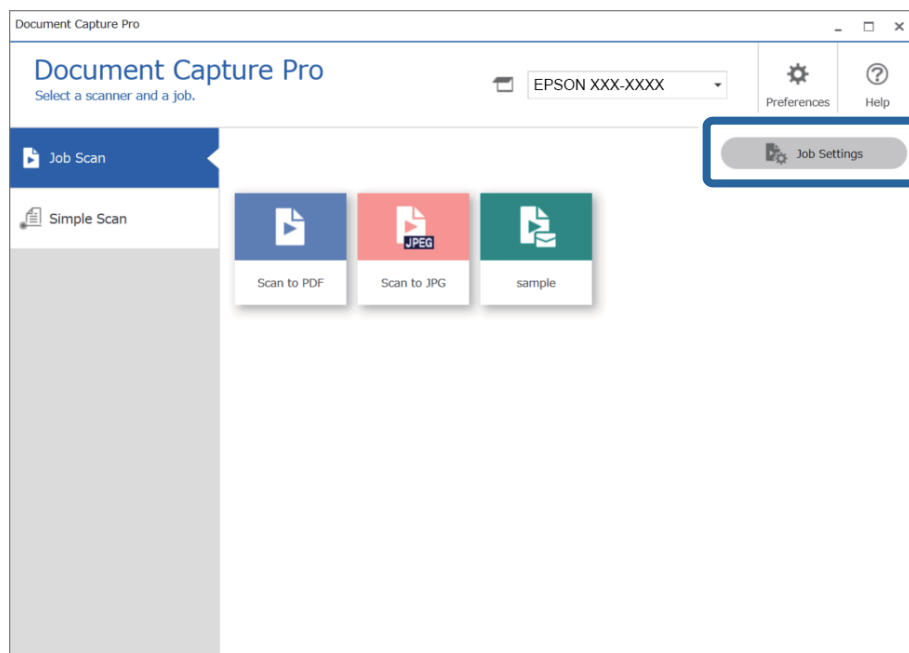 Document Capture Pro
Document Capture Pro
Select a scanner and a job.
EPSON XXX-XXXX
Preferences
Help
Job Scan
Job Settings
Simple Scan
JPEG
Scan to PDF
Scan to JPG
sample